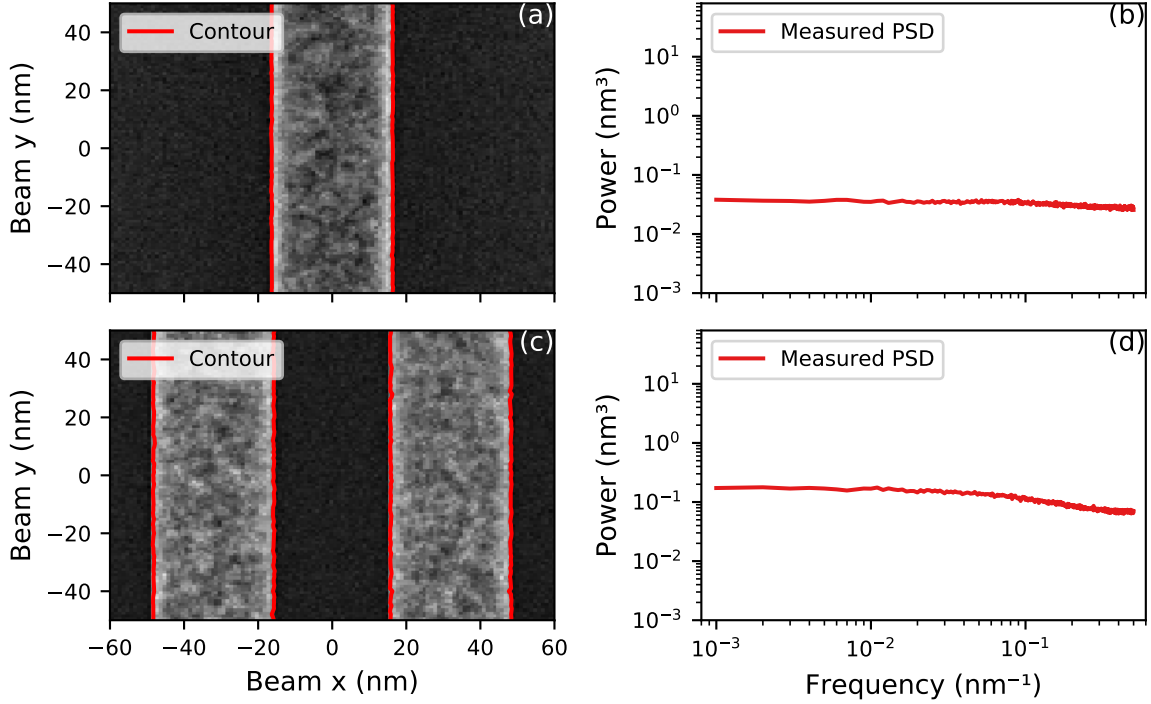 (a)
Contour
Beam y (nm)
40
20
0
−20
−40
(b)
Measured PSD
Power (nm³)
10¹
10⁰
10⁻¹
10⁻²
10⁻³
(c)
Contour
Beam y (nm)
40
20
0
−20
−40
−60
−40
−20
0
20
40
60
Beam x (nm)
(d)
Measured PSD
Power (nm³)
10¹
10⁰
10⁻¹
10⁻²
10⁻³
10⁻³
10⁻²
10⁻¹
Frequency (nm⁻¹)